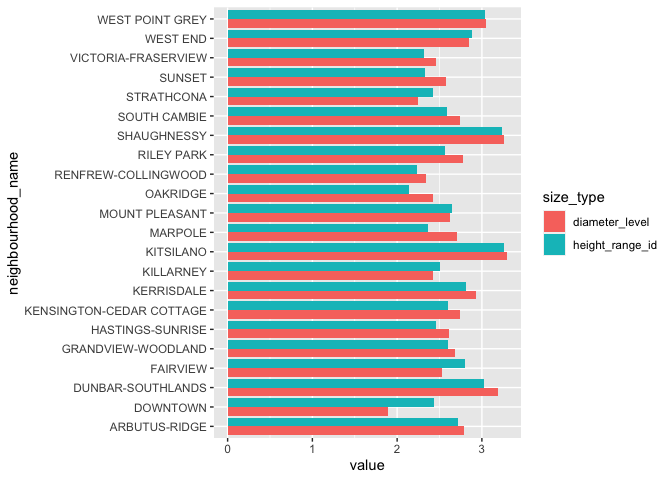 WEST POINT GREY
WEST END
VICTORIA-FRASERVIEW
SUNSET
STRATHCONA
SOUTH CAMBIE
SHAUGHNESSY
RILEY PARK
RENFREW-COLLINGWOOD
OAKRIDGE
MOUNT PLEASANT
MARPOLE
KITSILANO
KILLARNEY
KERRISDALE
KENSINGTON-CEDAR COTTAGE
HASTINGS-SUNRISE
GRANDVIEW-WOODLAND
FAIRVIEW
DUNBAR-SOUTHLANDS
DOWNTOWN
ARBUTUS-RIDGE
neighbourhood_name
0 1 2 3
value
size_type
diameter_level
height_range_id